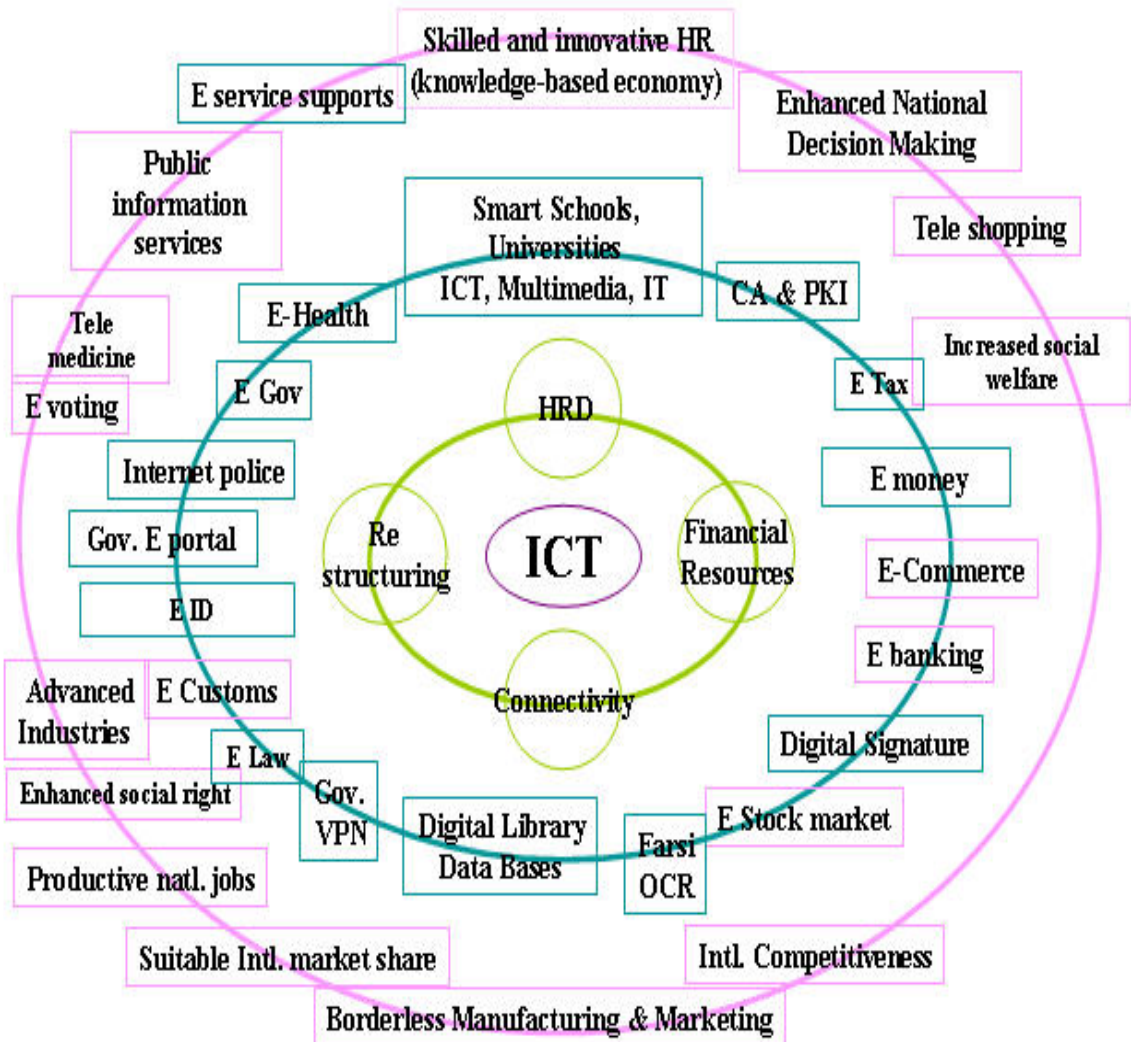 Skilled and innovative HR
(knowledge-based economy)
E service supports
Enhanced National
Decision Making
Public
information
services
Smart Schools,
Universities
ICT, Multimedia, IT
Tele shopping
CA & PKI
E-Health
Tele
medicine
Increased social
welfare
E Gov
E Tax
E voting
HRD
Internet police
E money
Gov. E portal
Re
structuring
ICT
Financial
Resources
E-Commerce
E ID
E banking
Advanced
Industries
E Customs
Connectivity
Digital Signature
E Law
Enhanced social right
Gov.
VPN
Digital Library
Data Bases
Farsi
OCR
E Stock market
Productive natl. jobs
Suitable Intl. market share
Intl. Competitiveness
Borderless Manufacturing & Marketing